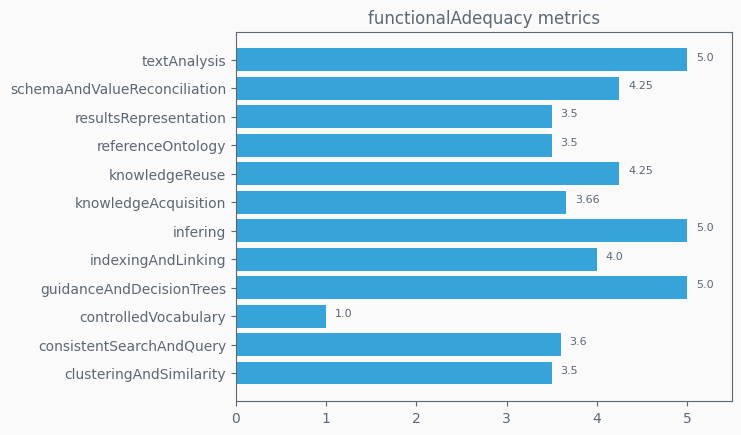 functionalAdequacy metrics
textAnalysis 5.0
schemaAndValueReconciliation 4.25
resultsRepresentation 3.5
referenceOntology 3.5
knowledgeReuse 4.25
knowledgeAcquisition 3.66
infering 5.0
indexingAndLinking 4.0
guidanceAndDecisionTrees 5.0
controlledVocabulary 1.0
consistentSearchAndQuery 3.6
clusteringAndSimilarity 3.5
0 1 2 3 4 5